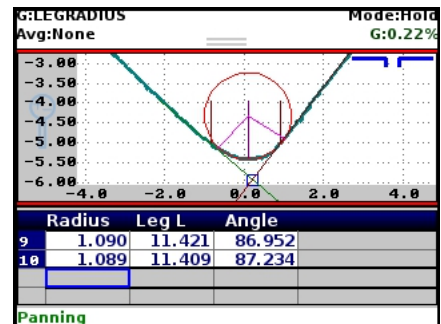 G:LEGRADIUS Mode:Hold
Avg:None G:0.22%
-3.00
-3.50
-4.00
-4.50
-5.00
-5.50
-6.00
-4.0 -2.0 0.0 2.0 4.0
Radius Leg L Angle
9 1.090 11.421 86.952
10 1.089 11.409 87.234
Panning